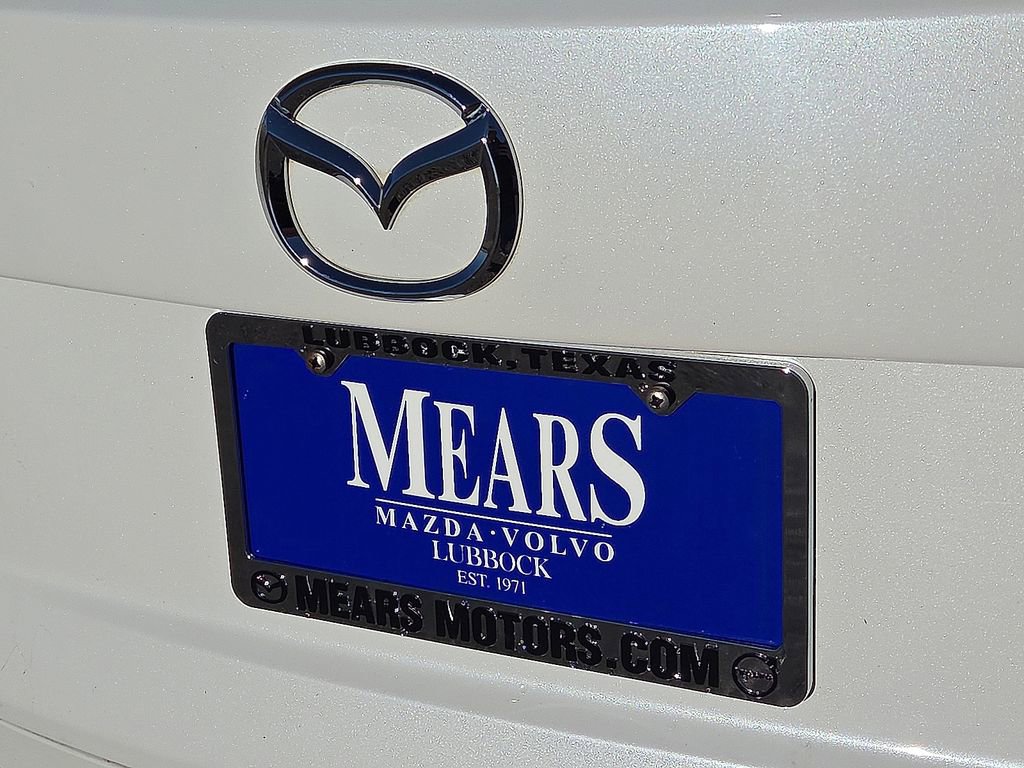 LUBBOCK, TEXAS
MEARS
MAZDA·VOLVO
LUBBOCK
EST. 1971
MEARS MOTORS.COM